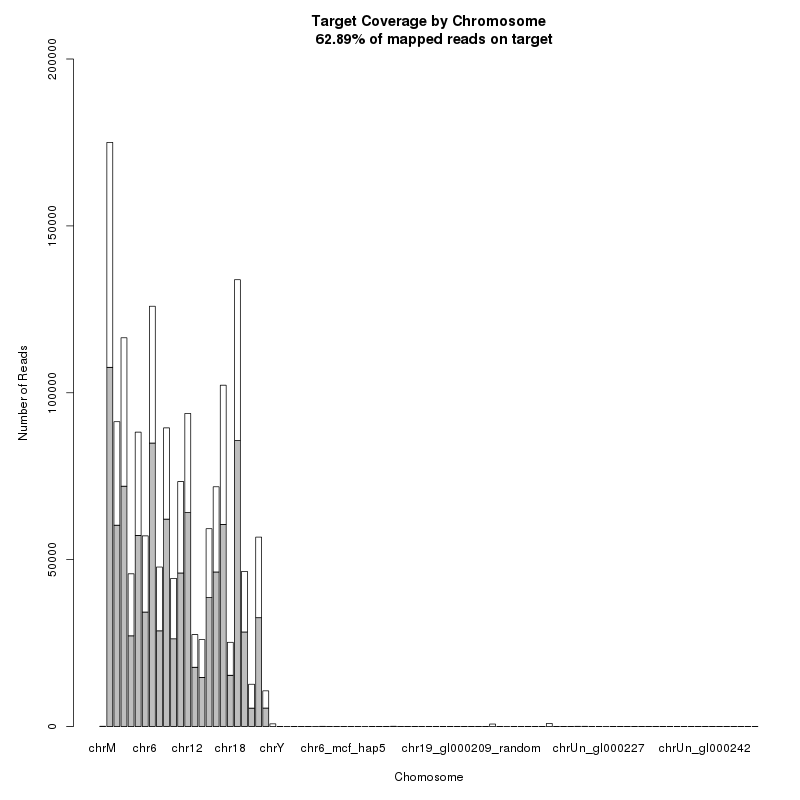 Target Coverage by Chromosome
62.89% of mapped reads on target
200000
150000
100000
50000
0
Number of Reads
chrM chr6 chr12 chr18 chrY chr6_mcf_hap5 chr19_gl000209_random chrUn_gl000227 chrUn_gl000242
Chomosome